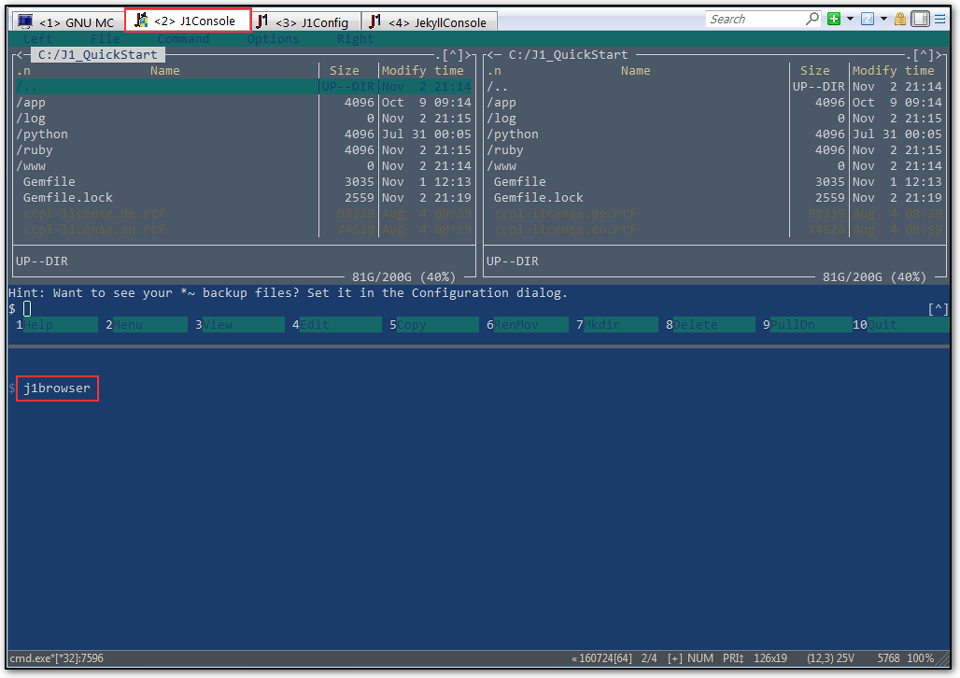 <1> GNU MC <2> J1Console <3> J1Config <4> JekyllConsole Search
Left File Command Options Right
<— C:/J1_QuickStart .[^]> <— C:/J1_QuickStart .[^]>
.n Name Size Modify time .n Name Size Modify time
/.. UP--DIR Nov 2 21:14 /.. UP--DIR Nov 2 21:14
/app 4096 Oct 9 09:14 /app 4096 Oct 9 09:14
/log 0 Nov 2 21:15 /log 0 Nov 2 21:15
/python 4096 Jul 31 00:05 /python 4096 Jul 31 00:05
/ruby 4096 Nov 2 21:15 /ruby 4096 Nov 2 21:15
/www 0 Nov 2 21:14 /www 0 Nov 2 21:14
Gemfile 3035 Nov 1 12:13 Gemfile 3035 Nov 1 12:13
Gemfile.lock 2559 Nov 2 21:19 Gemfile.lock 2559 Nov 2 21:19
ccpl-license.de.rtf 98339 Aug 4 08:59 ccpl-license.de.rtf 98339 Aug 4 08:59
ccpl-license.en.rtf 74528 Aug 4 08:59 ccpl-license.en.rtf 74528 Aug 4 08:59
UP--DIR UP--DIR
81G/200G (40%) 81G/200G (40%)
Hint: Want to see your *~ backup files? Set it in the Configuration dialog.
$ [^]
1Help 2Menu 3View 4Edit 5Copy 6RenMov 7Mkdir 8Delete 9PullDn 10Quit
$ j1browser
cmd.exe*[*32]:7596 «160724[64] 2/4 [+] NUM PRI↕ 126x19 (12,3) 25V 5768 100%